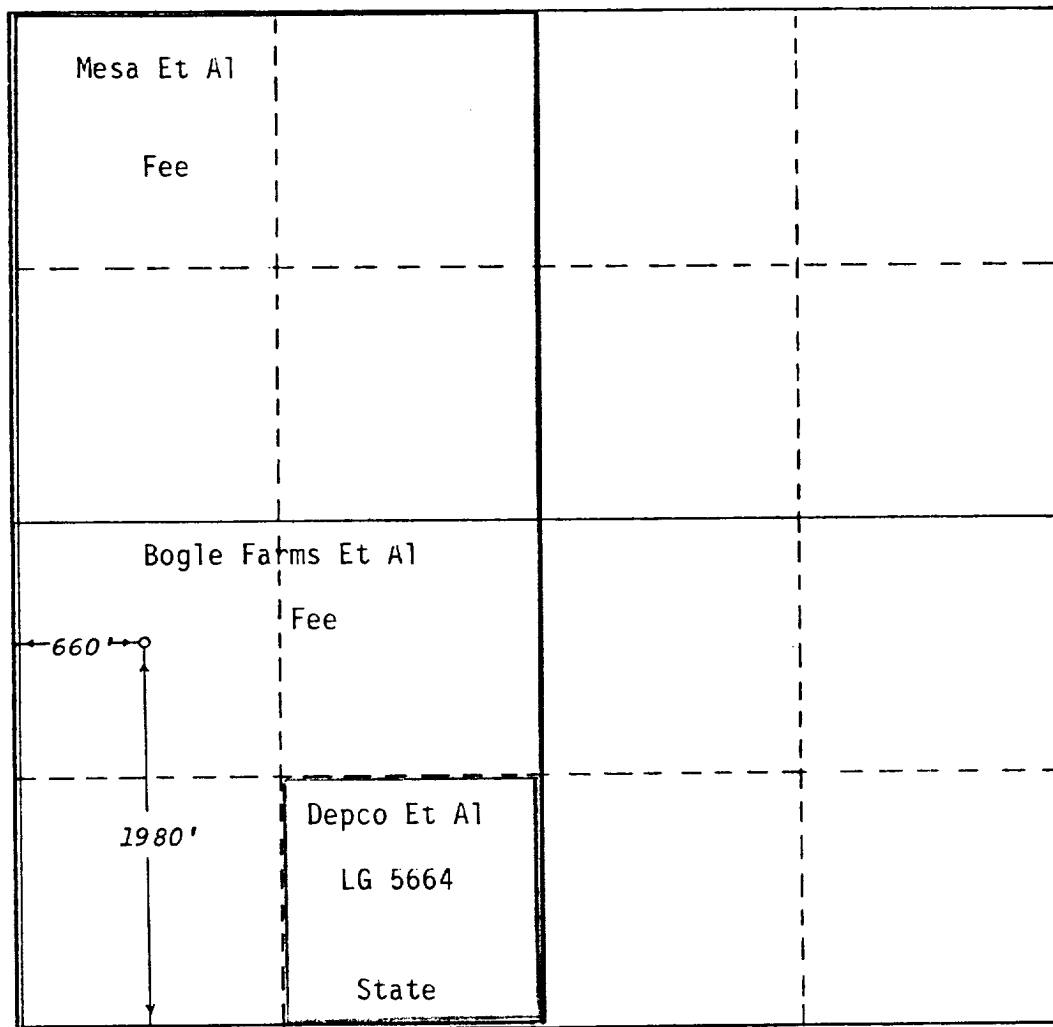 Mesa Et Al
Fee
Bogle Farms Et Al
Fee
660'
1980'
Depco Et Al
LG 5664
State